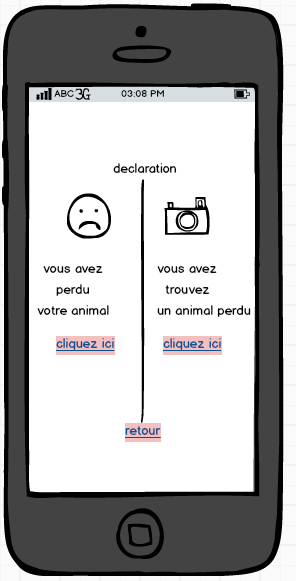 ABC 3G 03:08 PM
declaration
vous avez
perdu
votre animal
cliquez ici
vous avez
trouvez
un animal perdu
cliquez ici
retour